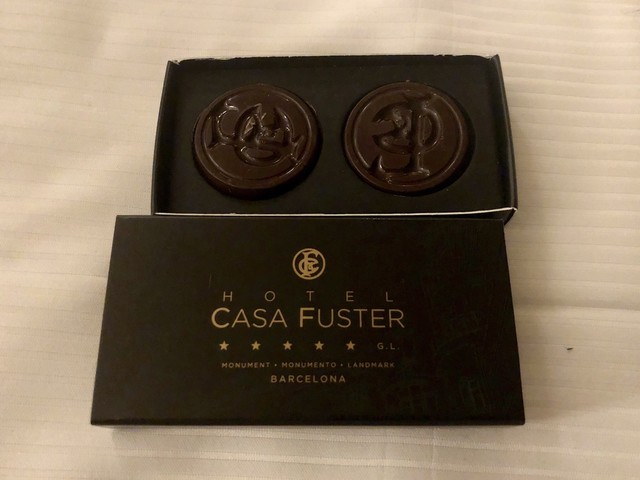 HOTEL
CASA FUSTER
G.L.
MONUMENT • MONUMENTO • LANDMARK
BARCELONA